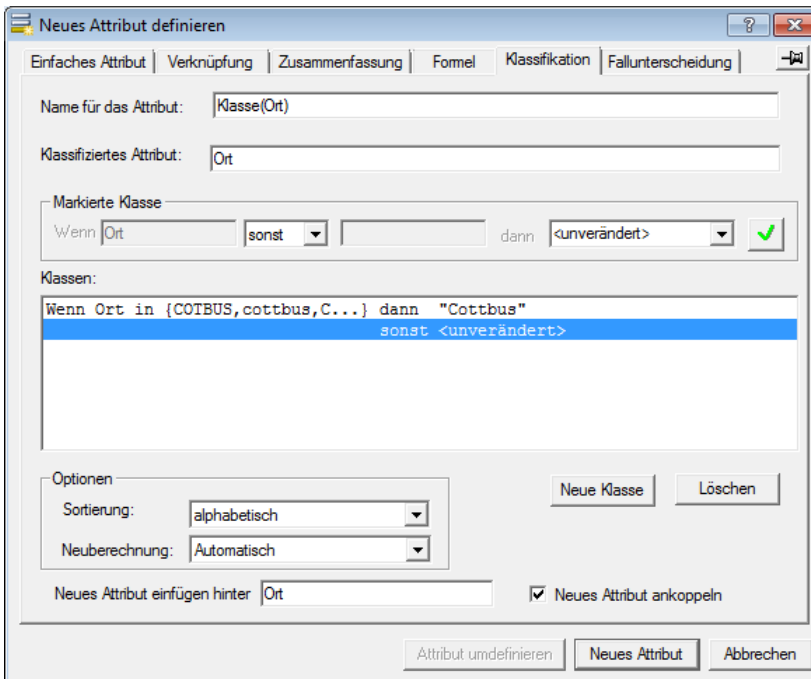 Neues Attribut definieren
Einfaches Attribut Verknüpfung Zusammenfassung Formel Klassifikation Fallunterscheidung
Name für das Attribut: Klasse(Ort)
Klassifiziertes Attribut: Ort
Markierte Klasse
Wenn Ort sonst dann <unverändert>
Klassen:
Wenn Ort in {COTBUS,cottbus,C...} dann "Cottbus"
sonst <unverändert>
Optionen
Neue Klasse Löschen
Sortierung: alphabetisch
Neuberechnung: Automatisch
Neues Attribut einfügen hinter Ort Neues Attribut ankoppeln
Attribut umdefinieren Neues Attribut Abbrechen